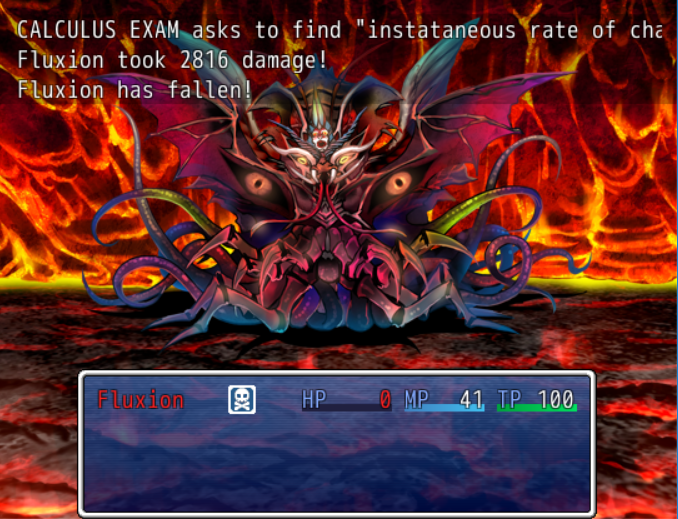 CALCULUS EXAM asks to find "instataneous rate of cha
Fluxion took 2816 damage!
Fluxion has fallen!
Fluxion HP 0 MP 41 TP 100